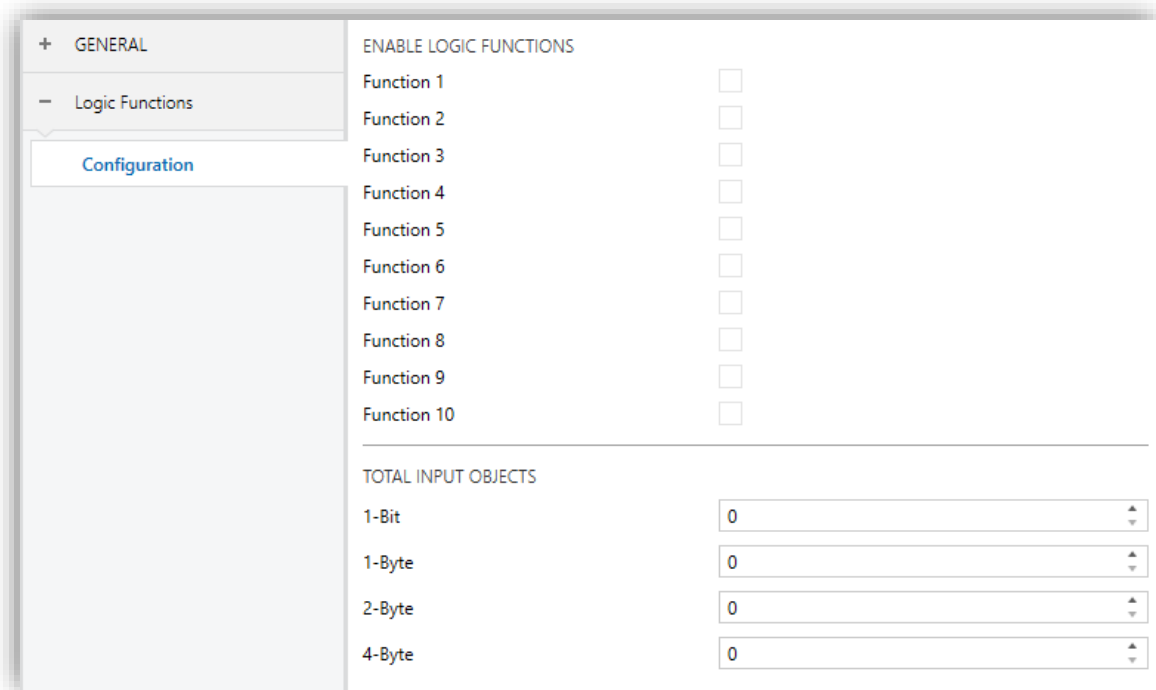 GENERAL
Logic Functions
Configuration
ENABLE LOGIC FUNCTIONS
Function 1
Function 2
Function 3
Function 4
Function 5
Function 6
Function 7
Function 8
Function 9
Function 10
TOTAL INPUT OBJECTS
1-Bit 0
1-Byte 0
2-Byte 0
4-Byte 0